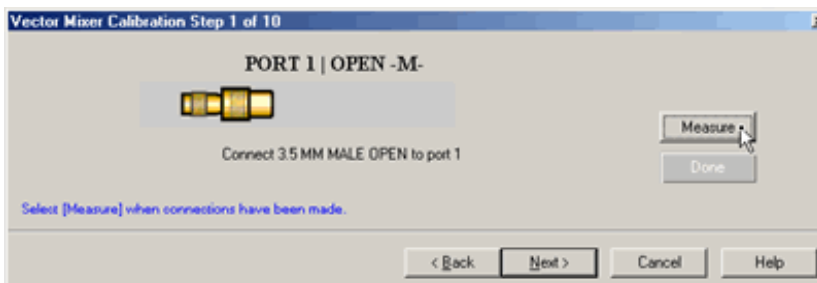 Vector Mixer Calibration Step 1 of 10
PORT 1 | OPEN -M-
Connect 3.5 MM MALE OPEN to port 1
Measure
Done
Select [Measure] when connections have been made.
< Back
Next >
Cancel
Help